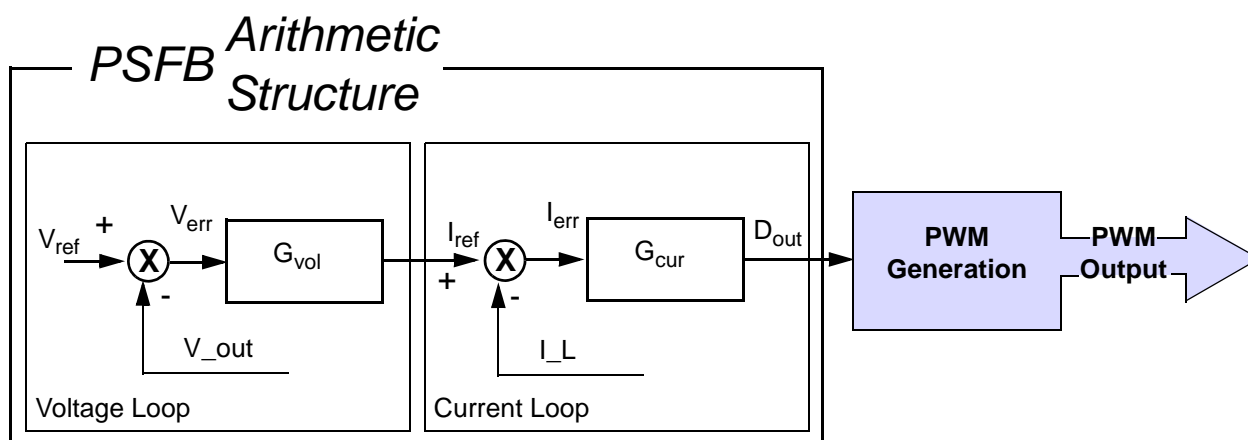 PSFB Arithmetic
Structure
V_ref
+
X
-
V_err
G_vol
V_out
Voltage Loop
I_ref
+
X
-
I_err
G_cur
D_out
I_L
Current Loop
PWM
Generation
PWM
Output